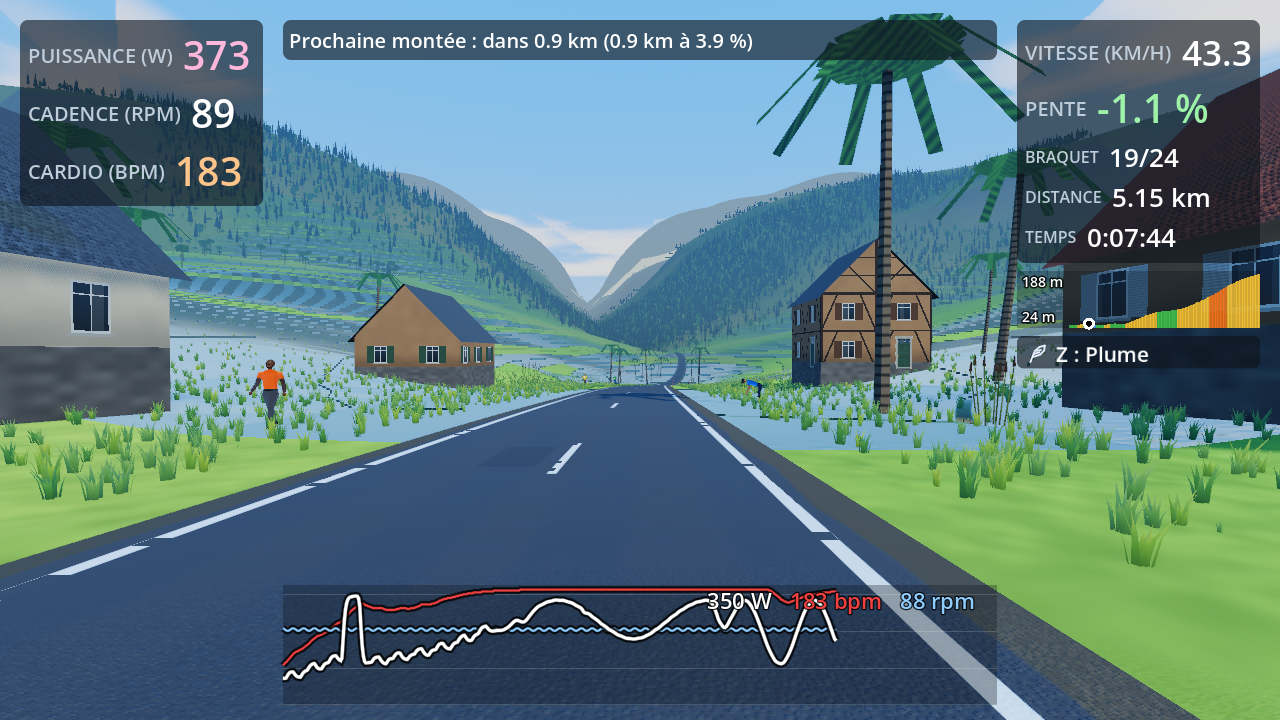 PUISSANCE (W) 373
CADENCE (RPM) 89
CARDIO (BPM) 183
Prochaine montée : dans 0.9 km (0.9 km à 3.9 %)
VITESSE (KM/H) 43.3
PENTE -1.1 %
BRAQUET 19/24
DISTANCE 5.15 km
TEMPS 0:07:44
188 m
24 m
Z : Plume
350 W 183 bpm 88 rpm